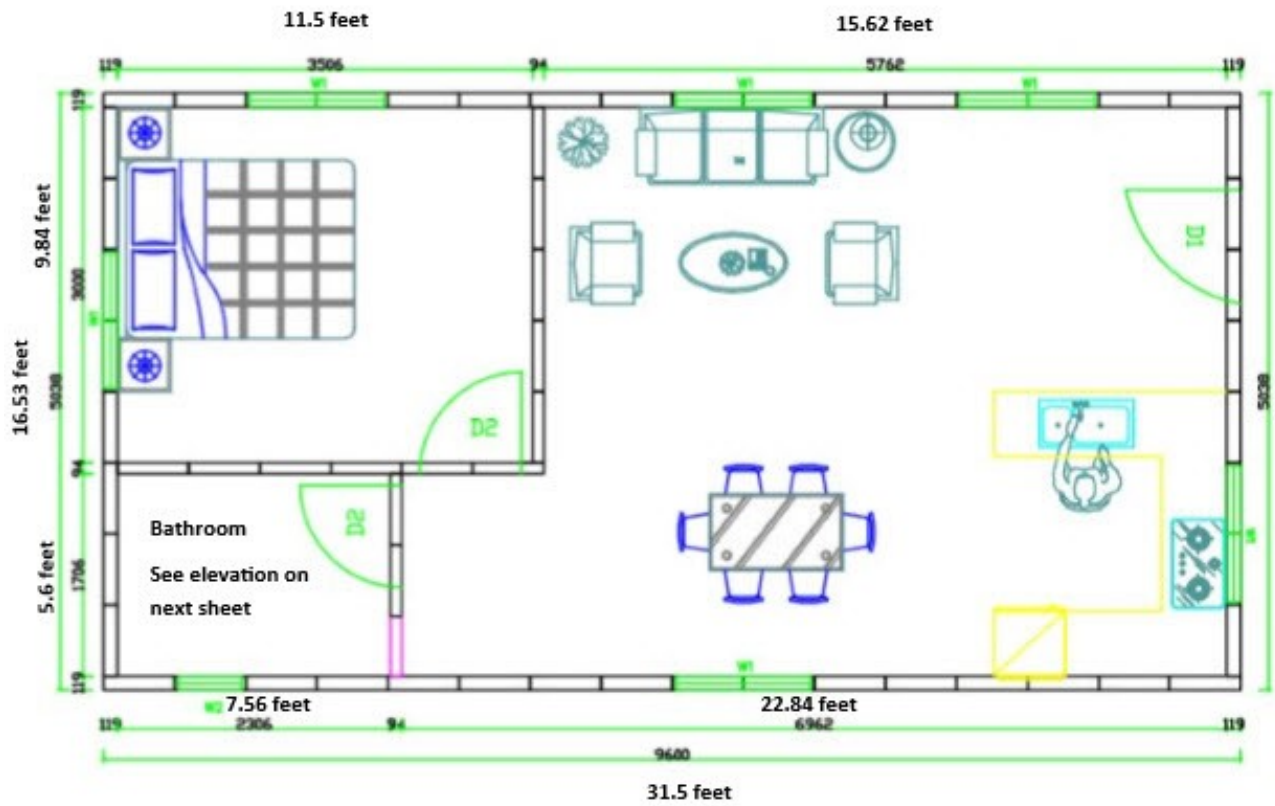 11.5 feet
15.62 feet
119
3506
94
5762
119
W1
W1
W1
119
D1
9.84 feet
3000
W1
16.53 feet
5038
5038
D2
94
D2
Bathroom
See elevation on
next sheet
5.6 feet
1706
W1
W1
119
W2
7.56 feet
22.84 feet
119
2306
94
6962
119
9600
31.5 feet